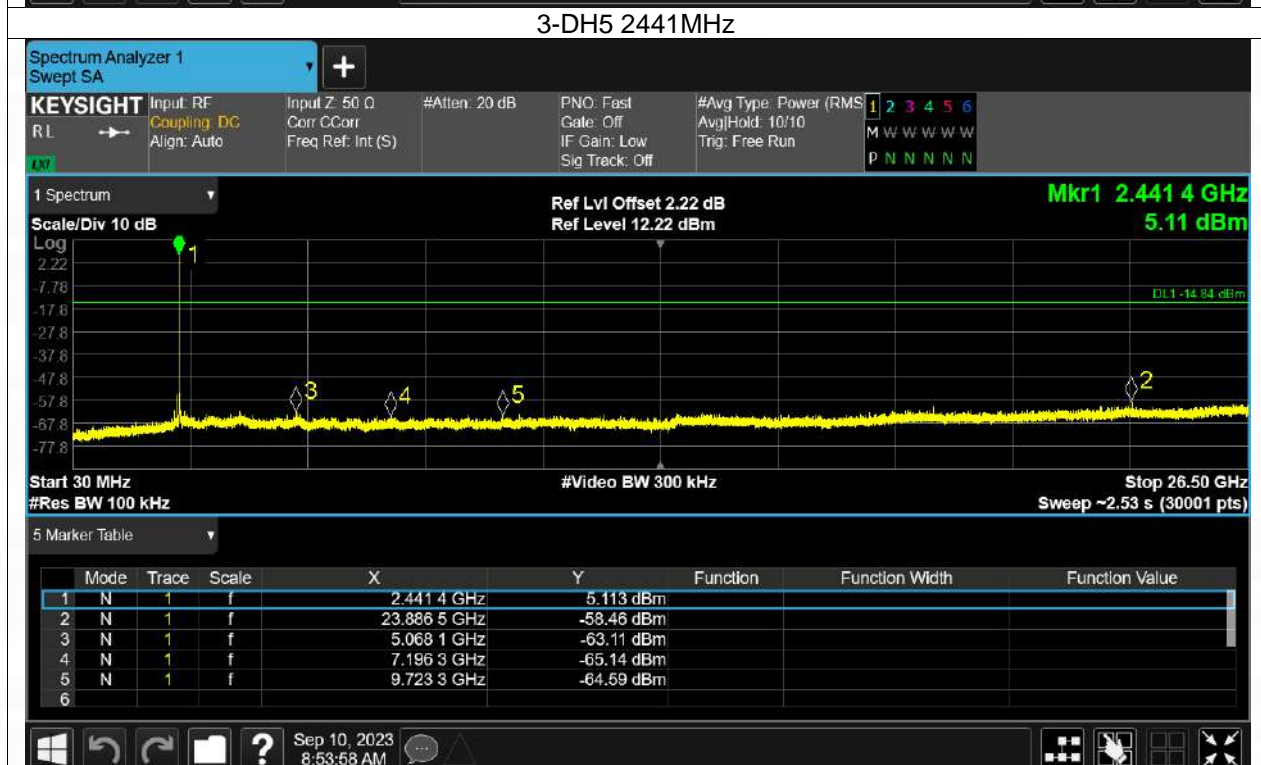 3-DH5 2441MHz
Spectrum Analyzer 1
Swept SA
+
KEYSIGHT Input: RF Input Z: 50 Ω #Atten: 20 dB PNO: Fast #Avg Type: Power (RMS 1 2 3 4 5 6
RL Coupling: DC Corr CCorr Gate: Off Avg|Hold: 10/10 M W W W W W
Align: Auto Freq Ref: Int (S) IF Gain: Low Trig: Free Run
LXI Sig Track: Off P N N N N N
1 Spectrum Ref Lvl Offset 2.22 dB Mkr1 2.441 4 GHz
Scale/Div 10 dB Ref Level 12.22 dBm 5.11 dBm
Log
1
2.22
-7.78
DL1 -14.84 dBm
-17.8
-27.8
-37.8
-47.8
3 4 5 2
-57.8
-67.8
-77.8
Start 30 MHz #Video BW 300 kHz Stop 26.50 GHz
#Res BW 100 kHz Sweep ~2.53 s (30001 pts)
5 Marker Table
Mode Trace Scale X Y Function Function Width Function Value
1 N 1 f 2.441 4 GHz 5.113 dBm
2 N 1 f 23.886 5 GHz -58.46 dBm
3 N 1 f 5.068 1 GHz -63.11 dBm
4 N 1 f 7.196 3 GHz -65.14 dBm
5 N 1 f 9.723 3 GHz -64.59 dBm
6
? Sep 10, 2023
8:53:58 AM